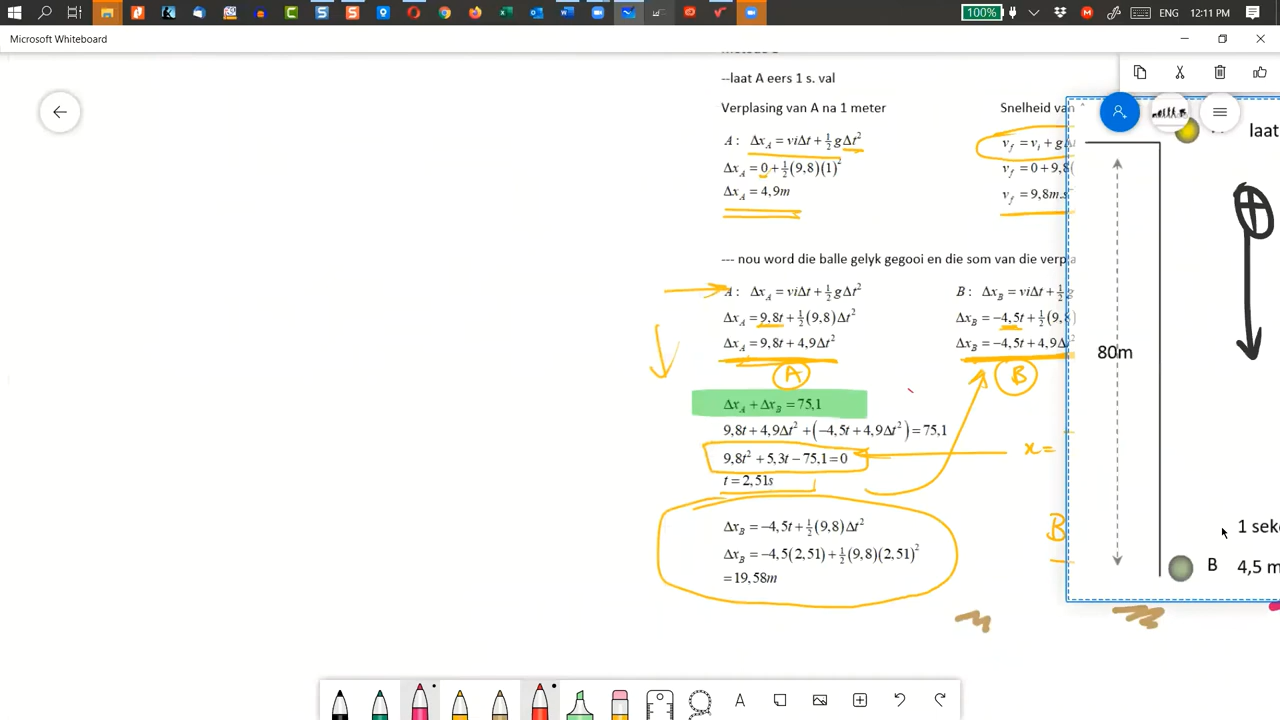 100%
ENG
12:11 PM
Microsoft Whiteboard
--laat A eers 1 s. val
Verplasing van A na 1 meter
A: Δx_A = viΔt + ½gΔt²
Δx_A = 0 + ½(9,8)(1)²
Δx_A = 4,9m
Snelheid van
v_f = v_i + g
v_f = 0 + 9,8
v_f = 9,8m.s
--- nou word die balle gelyk gegooi en die som van die
A: Δx_A = viΔt + ½gΔt²
Δx_A = 9,8t + ½(9,8)Δt²
Δx_A = 9,8t + 4,9Δt²
A
B: Δx_B = viΔt + ½
Δx_B = −4,5t + ½(9,8
Δx_B = −4,5t + 4,9Δ
B
Δx_A + Δx_B = 75,1
9,8t + 4,9Δt² + (−4,5t + 4,9Δt²) = 75,1
9,8t² + 5,3t − 75,1 = 0
x =
t = 2,51s
Δx_B = −4,5t + ½(9,8)Δt²
Δx_B = −4,5(2,51) + ½(9,8)(2,51)²
= 19,58m
B
laat
80m
1
B
4,5 m
A